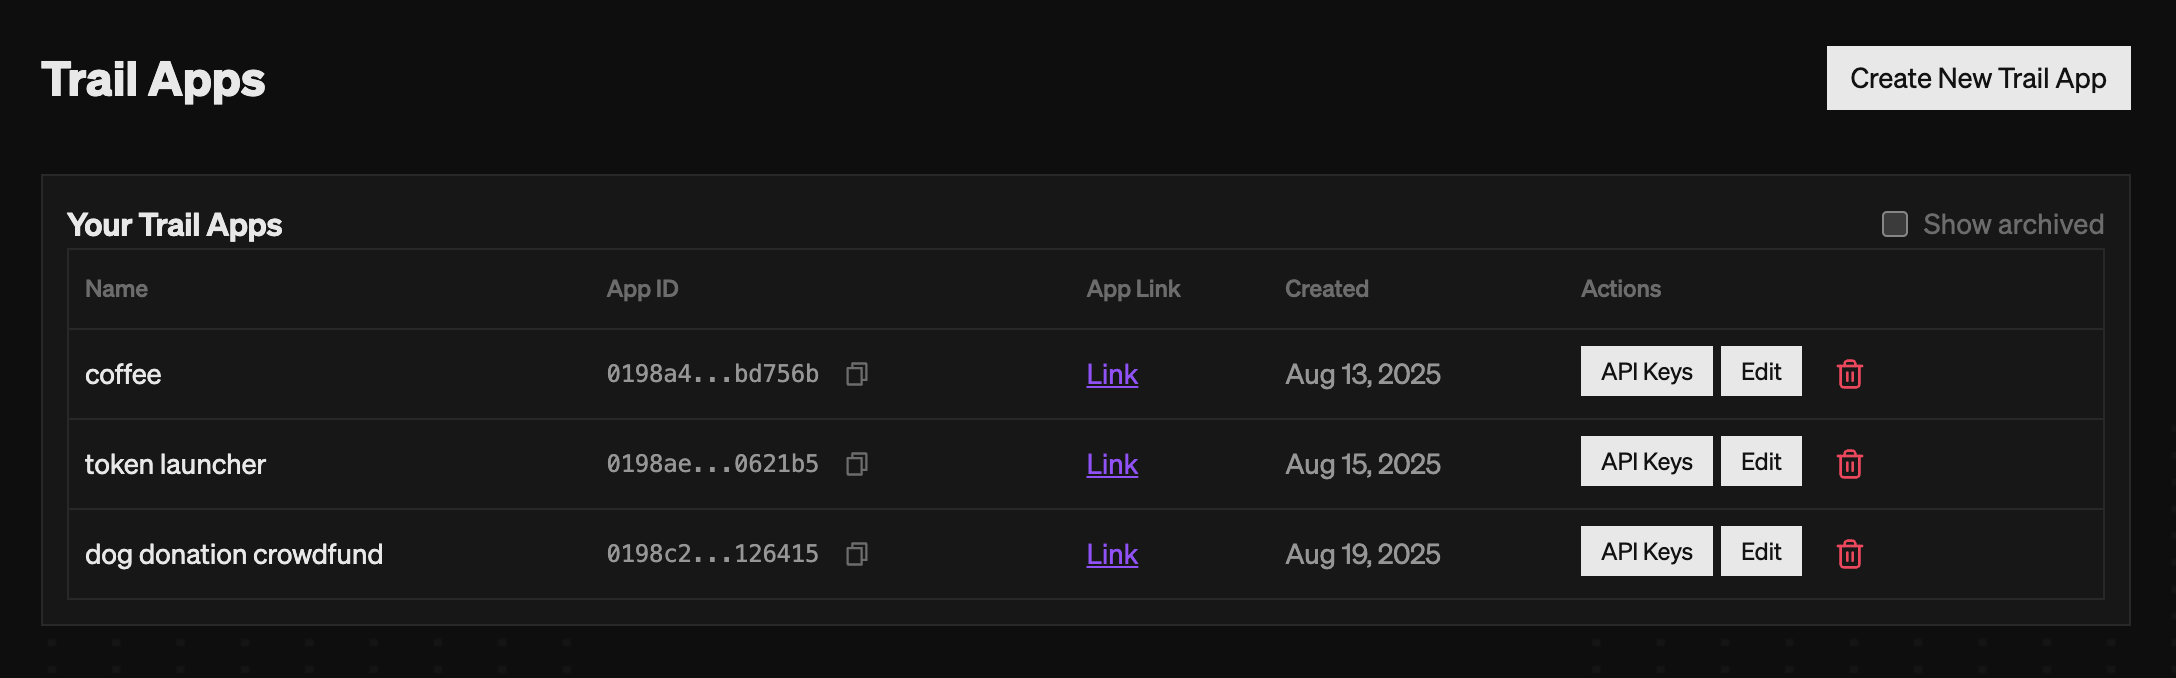 Trail Apps
Create New Trail App
Your Trail Apps
Show archived
Name App ID App Link Created Actions
coffee 0198a4...bd756b Link Aug 13, 2025 API Keys Edit
token launcher 0198ae...0621b5 Link Aug 15, 2025 API Keys Edit
dog donation crowdfund 0198c2...126415 Link Aug 19, 2025 API Keys Edit